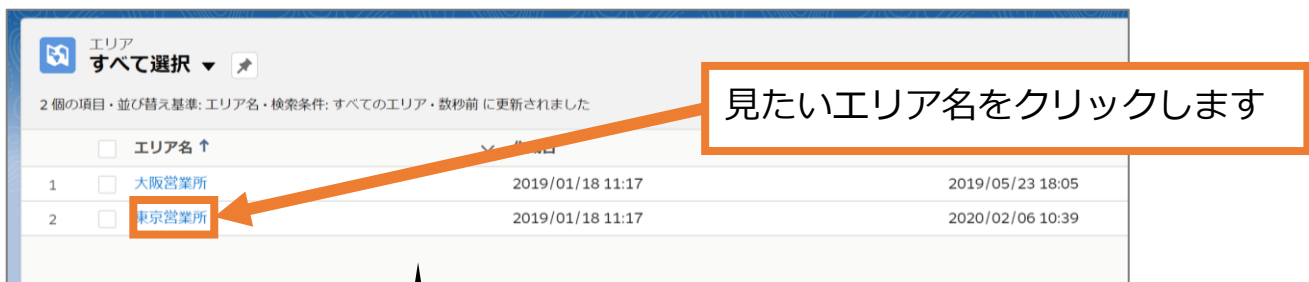 エリア
すべて選択
2 個の項目・並び替え基準: エリア名・検索条件: すべてのエリア・数秒前 に更新されました
見たいエリア名をクリックします
エリア名 ↑
1 大阪営業所 2019/01/18 11:17 2019/05/23 18:05
2 東京営業所 2019/01/18 11:17 2020/02/06 10:39